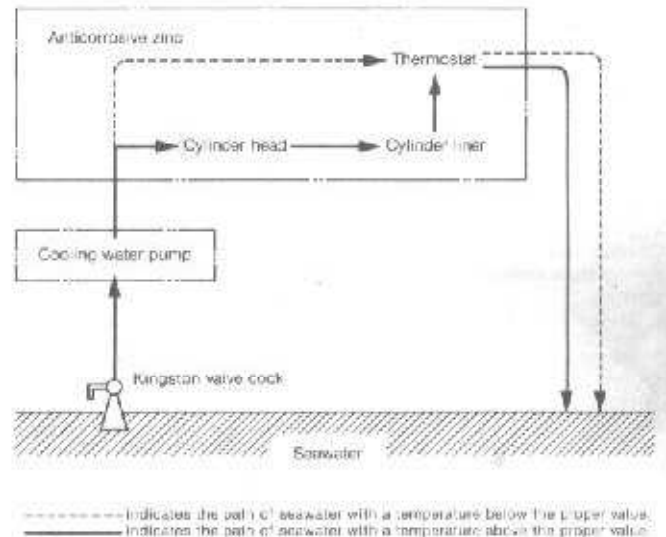 Anticorrosive zinc
Thermostat
Cylinder head
Cylinder liner
Cooling water pump
Kingston valve cock
Seawater
Indicates the path of seawater with a temperature below the proper value.
Indicates the path of seawater with a temperature above the proper value.